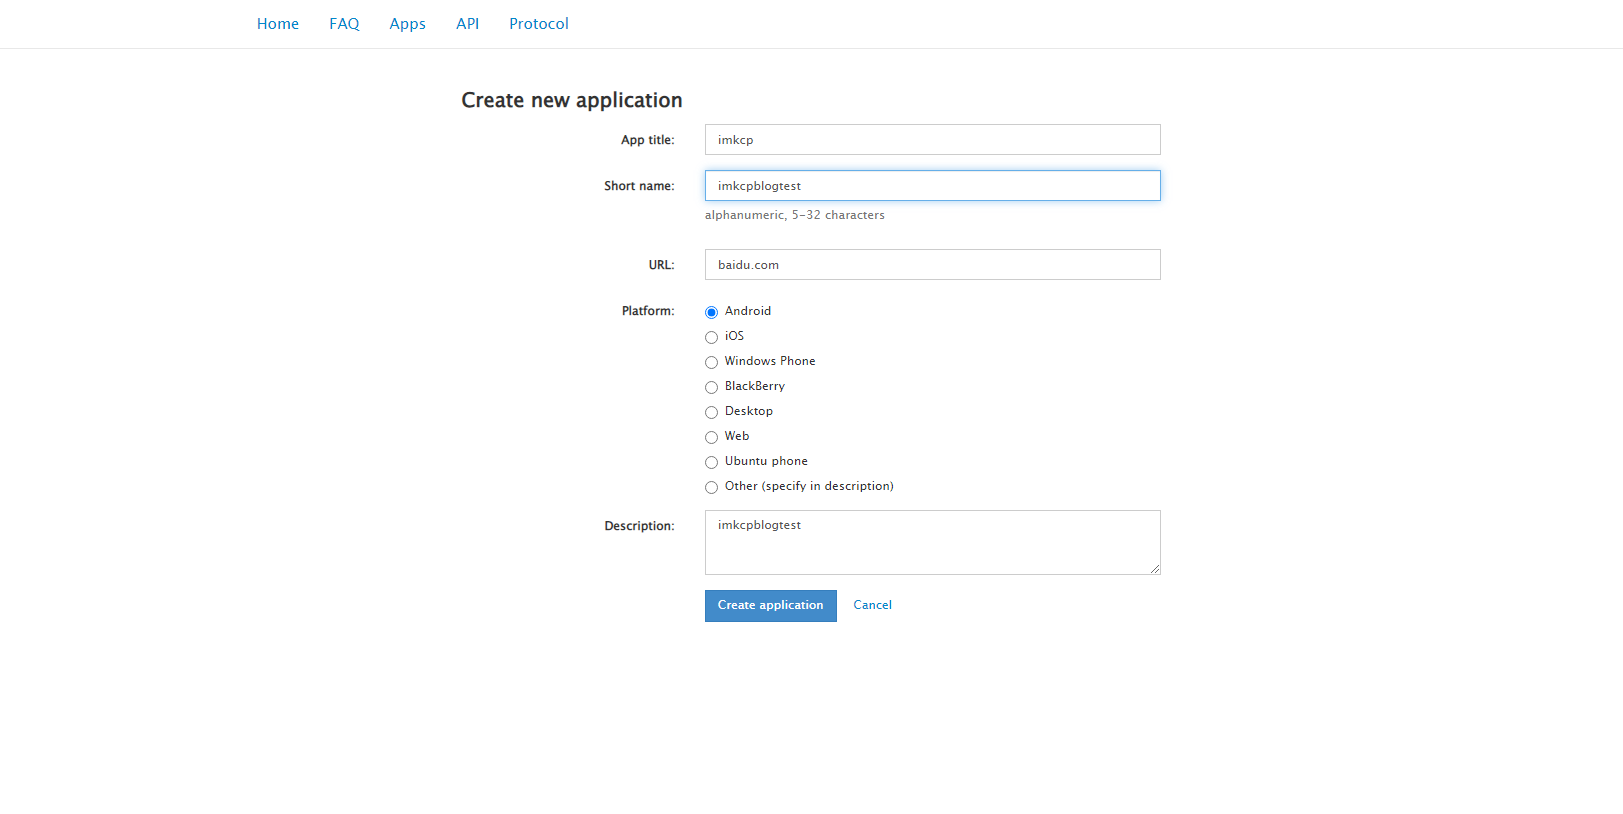 Home FAQ Apps API Protocol
Create new application
App title: imkcp
Short name: imkcpblogtest
alphanumeric, 5-32 characters
URL: baidu.com
Platform: Android
iOS
Windows Phone
BlackBerry
Desktop
Web
Ubuntu phone
Other (specify in description)
Description: imkcpblogtest
Create application Cancel